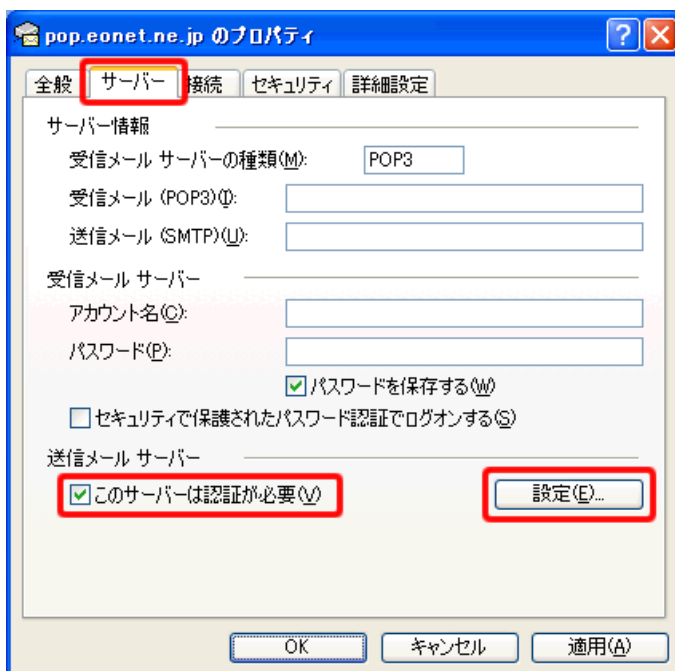 pop.eonet.ne.jp のプロパティ
全般 サーバー 接続 セキュリティ 詳細設定
サーバー情報
受信メール サーバーの種類(M): POP3
受信メール (POP3)(I):
送信メール (SMTP)(U):
受信メール サーバー
アカウント名(C):
パスワード(P):
パスワードを保存する(W)
セキュリティで保護されたパスワード認証でログオンする(S)
送信メール サーバー
このサーバーは認証が必要(V) 設定(E)...
OK キャンセル 適用(A)